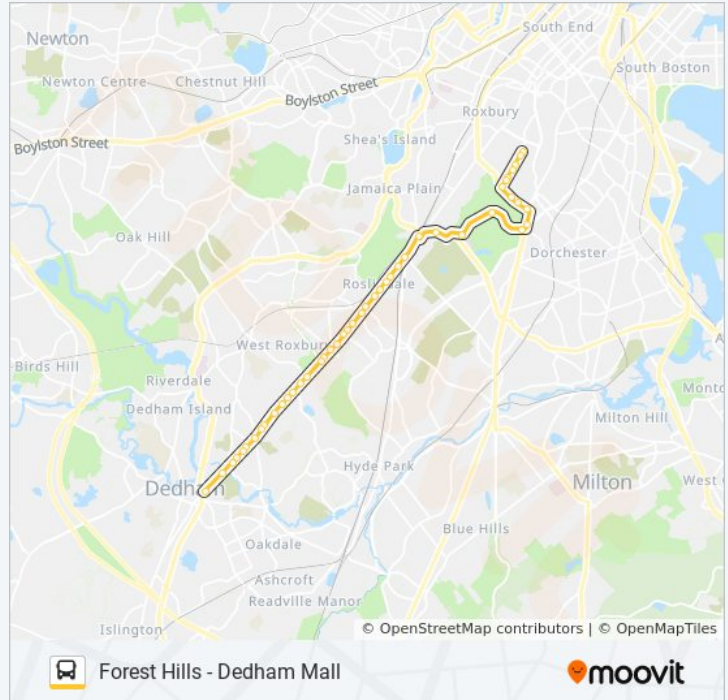 Newton
South End
Newton Centre
Chestnut Hill
South Boston
Boylston Street
Roxbury
Boylston Street
Shea's Island
Jamaica Plain
Oak Hill
Dorchester
West Roxbury
Birds Hill
Riverdale
Dedham Island
Milton Hill
Hyde Park
Dedham
Milton
West
Blue Hills
Oakdale
Ashcroft
Readville Manor
Islington
© OpenStreetMap contributors | © OpenMapTiles
Forest Hills - Dedham Mall
moovit